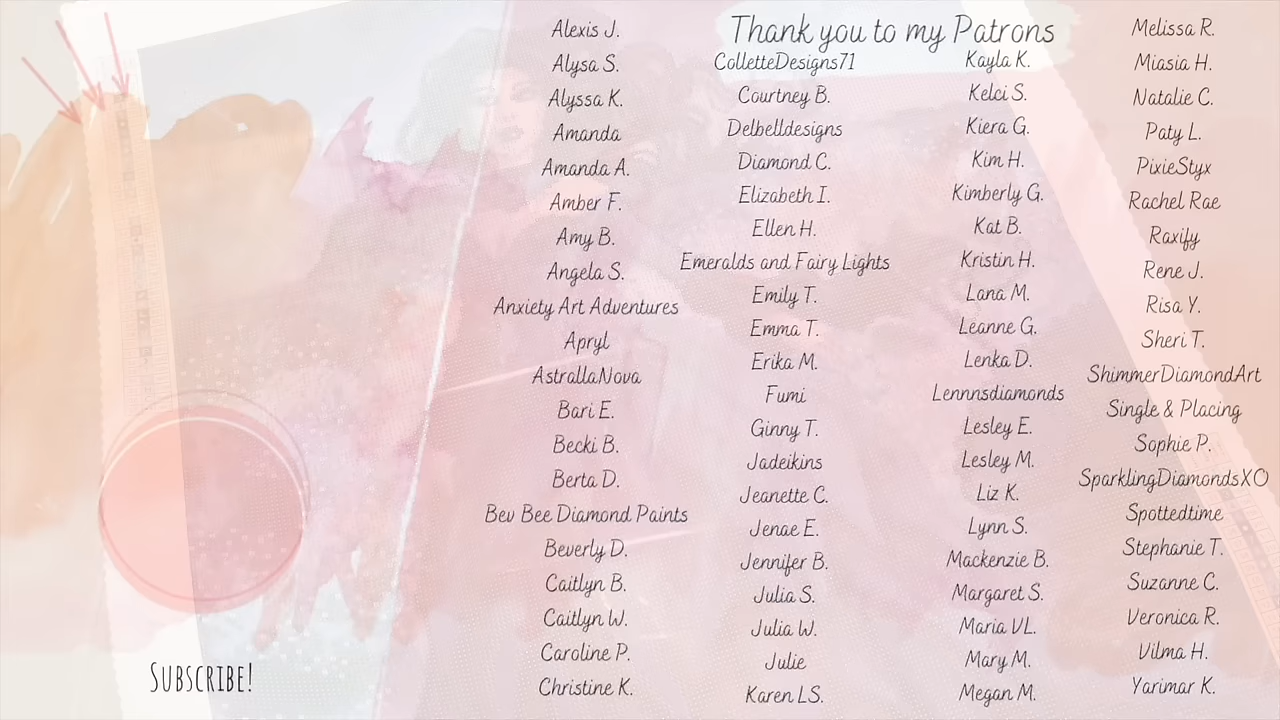 Thank you to my Patrons
Alexis J.
Alysa S.
Alyssa K.
Amanda
Amanda A.
Amber F.
Amy B.
Angela S.
Anxiety Art Adventures
Apryl
AstrallaNova
Bari E.
Becki B.
Berta D.
Bev Bee Diamond Paints
Beverly D.
Caitlyn B.
Caitlyn W.
Caroline P.
Christine K.
ColletteDesigns71
Courtney B.
Delbelldesigns
Diamond C.
Elizabeth I.
Ellen H.
Emeralds and Fairy Lights
Emily T.
Emma T.
Erika M.
Fumi
Ginny T.
Jadeikins
Jeanette C.
Jenae E.
Jennifer B.
Julia S.
Julia W.
Julie
Karen LS.
Kayla K.
Kelci S.
Kiera G.
Kim H.
Kimberly G.
Kat B.
Kristin H.
Lana M.
Leanne G.
Lenka D.
Lennnsdiamonds
Lesley E.
Lesley M.
Liz K.
Lynn S.
Mackenzie B.
Margaret S.
Maria VL.
Mary M.
Megan M.
Melissa R.
Miasia H.
Natalie C.
Paty L.
PixieStyx
Rachel Rae
Raxify
Rene J.
Risa Y.
Sheri T.
ShimmerDiamondArt
Single & Placing
Sophie P.
SparklingDiamondsXO
Spottedtime
Stephanie T.
Suzanne C.
Veronica R.
Vilma H.
Yarimar K.
SUBSCRIBE!